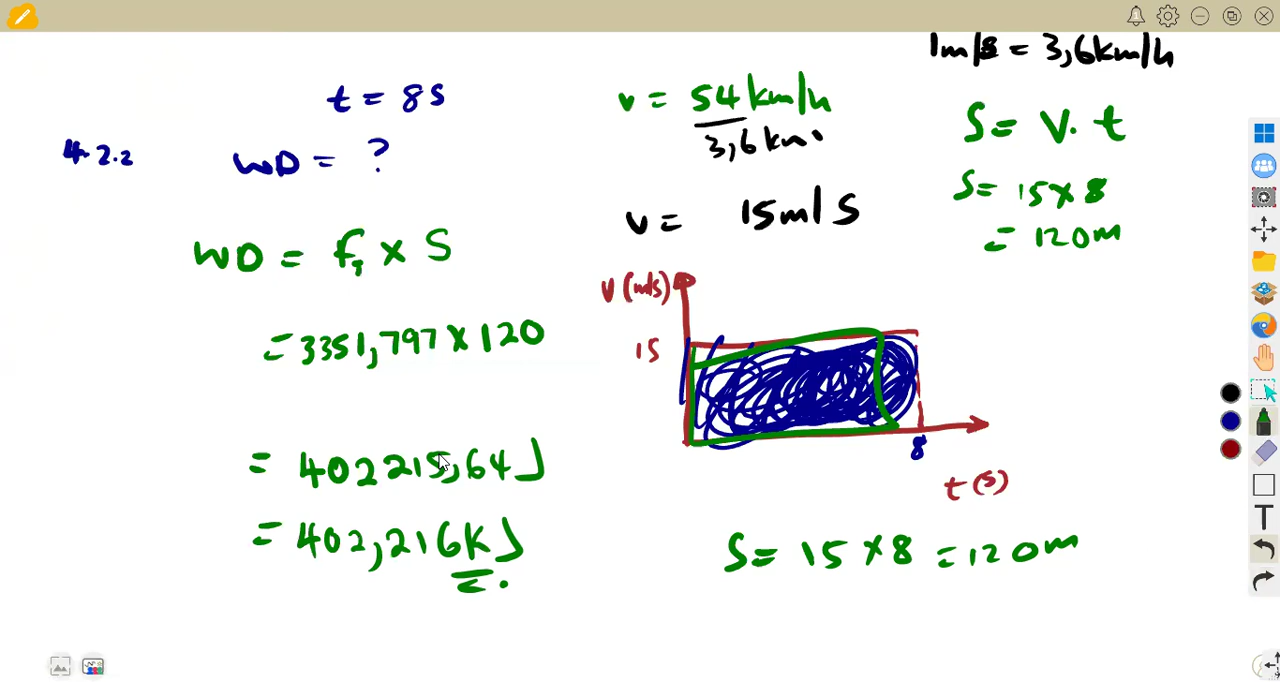 1m/s = 3,6km/h
t = 8s
v = 54km/h
3,6km
S = V. t
4.2.2
WD = ?
S = 15 x 8
= 120m
v = 15m/s
WD = fT x S
V (m/s)
= 3351,797 x 120
15
= 402215,64J
8
t (s)
= 402,216kJ
S = 15 x 8 = 120m
T